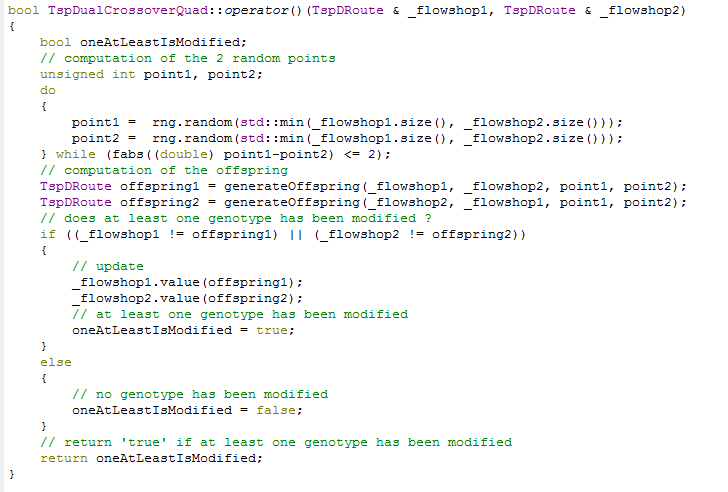 bool TspDualCrossoverQuad::operator()(TspDRoute & _flowshop1, TspDRoute & _flowshop2)
{
    bool oneAtLeastIsModified;
    // computation of the 2 random points
    unsigned int point1, point2;
    do
    {
        point1 =  rng.random(std::min(_flowshop1.size(), _flowshop2.size()));
        point2 =  rng.random(std::min(_flowshop1.size(), _flowshop2.size()));
    } while (fabs((double) point1-point2) <= 2);
    // computation of the offspring
    TspDRoute offspring1 = generateOffspring(_flowshop1, _flowshop2, point1, point2);
    TspDRoute offspring2 = generateOffspring(_flowshop2, _flowshop1, point1, point2);
    // does at least one genotype has been modified ?
    if ((_flowshop1 != offspring1) || (_flowshop2 != offspring2))
    {
        // update
        _flowshop1.value(offspring1);
        _flowshop2.value(offspring2);
        // at least one genotype has been modified
        oneAtLeastIsModified = true;
    }
    else
    {
        // no genotype has been modified
        oneAtLeastIsModified = false;
    }
    // return 'true' if at least one genotype has been modified
    return oneAtLeastIsModified;
}